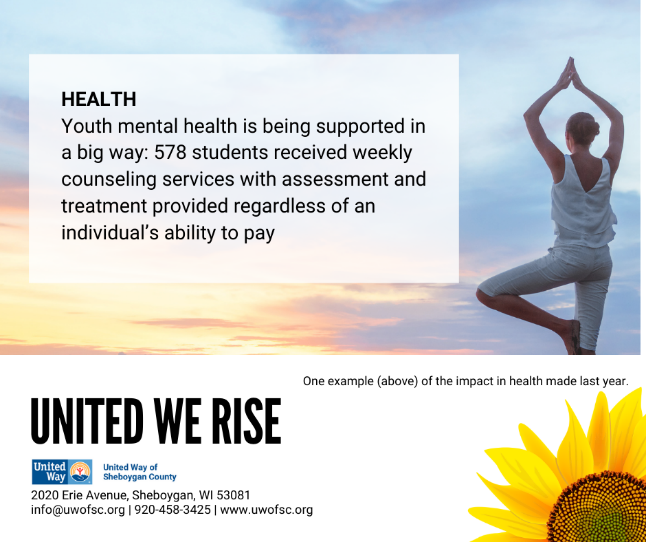 HEALTH
Youth mental health is being supported in
a big way: 578 students received weekly
counseling services with assessment and
treatment provided regardless of an
individual’s ability to pay
One example (above) of the impact in health made last year.
UNITED WE RISE
United
Way
United Way of
Sheboygan County
2020 Erie Avenue, Sheboygan, WI 53081
info@uwofsc.org | 920-458-3425 | www.uwofsc.org